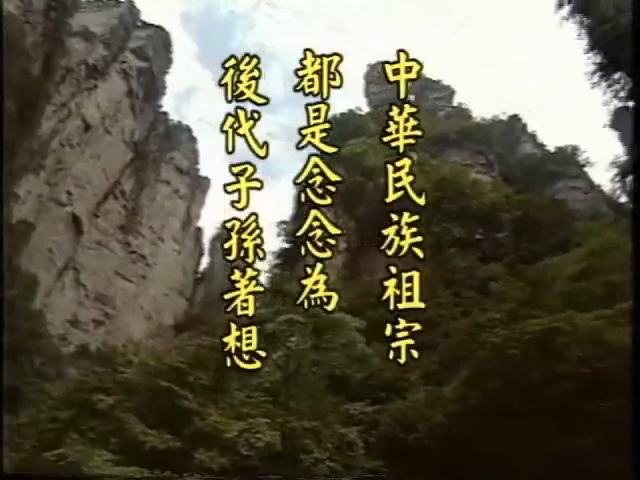 中華民族祖宗
都是念念為
後代子孫著想